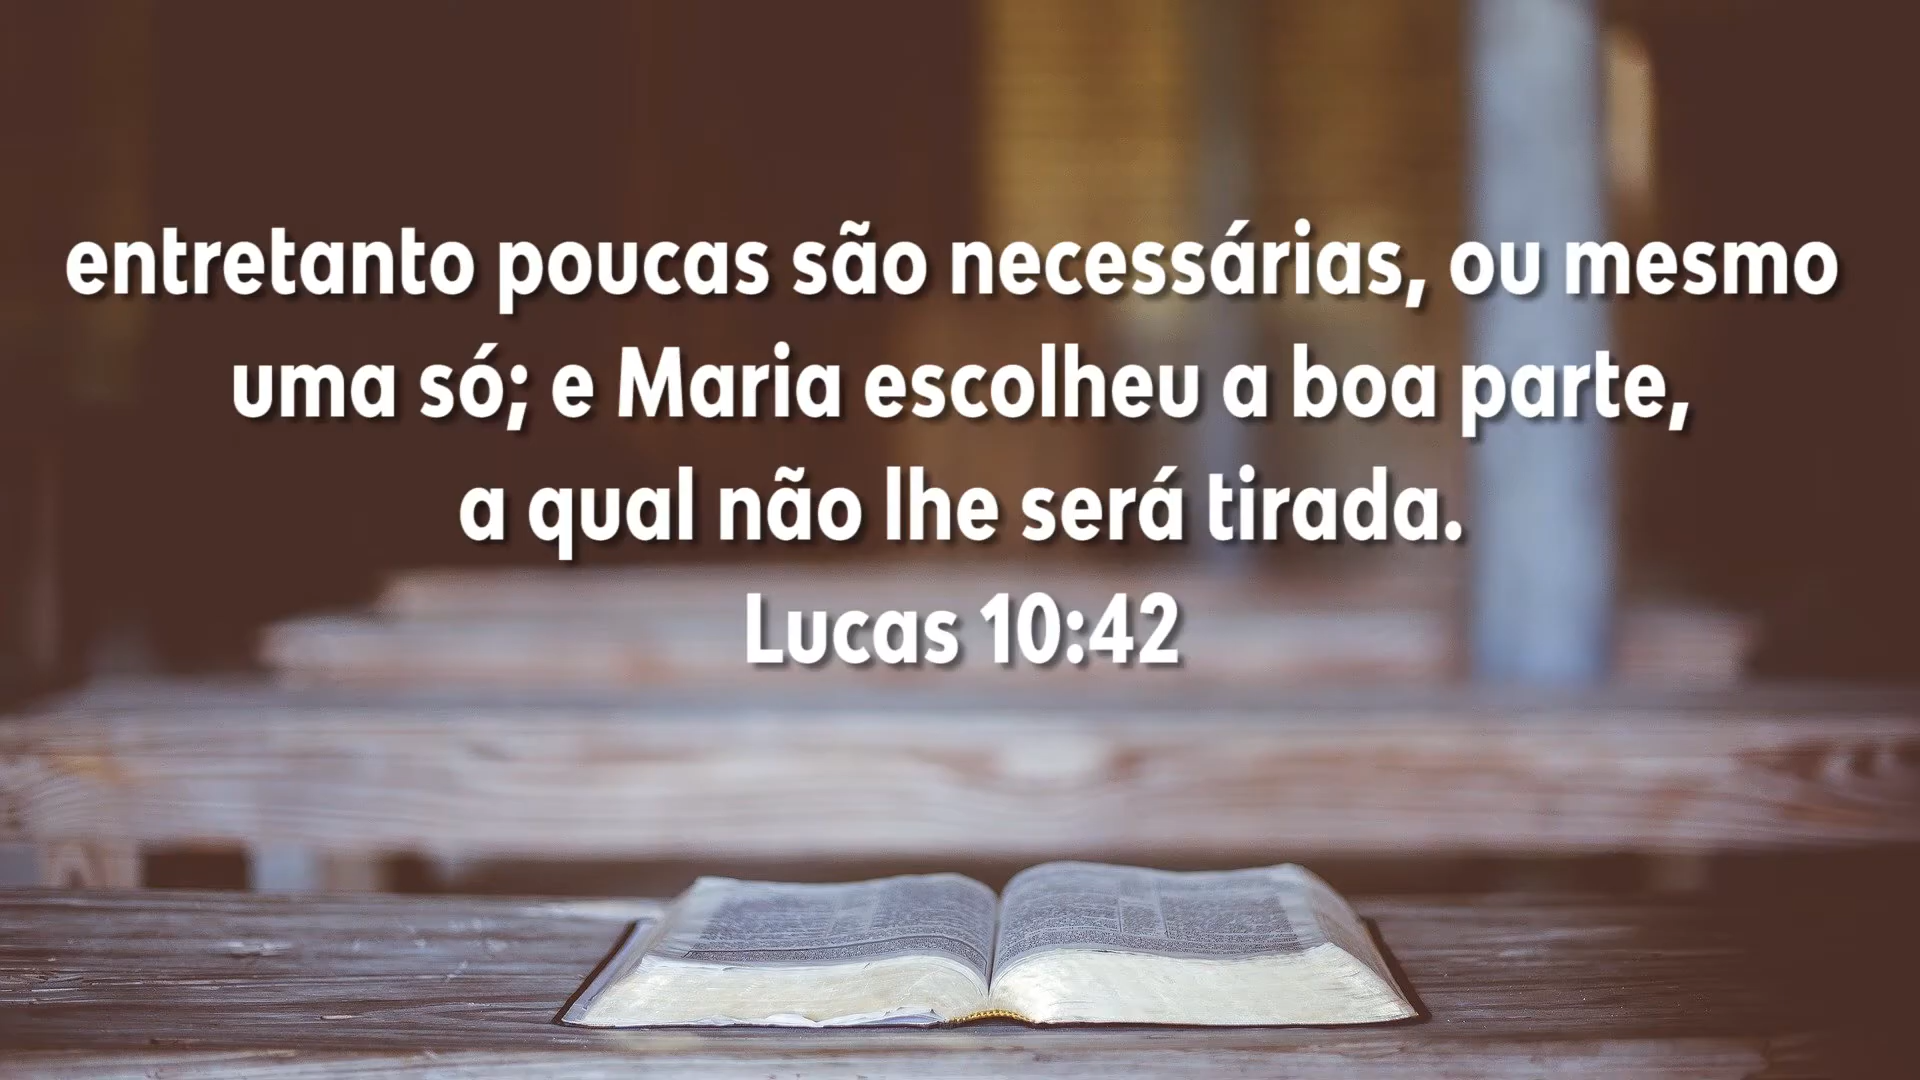 entretanto poucas são necessárias, ou mesmo
uma só; e Maria escolheu a boa parte,
a qual não lhe será tirada.
Lucas 10:42